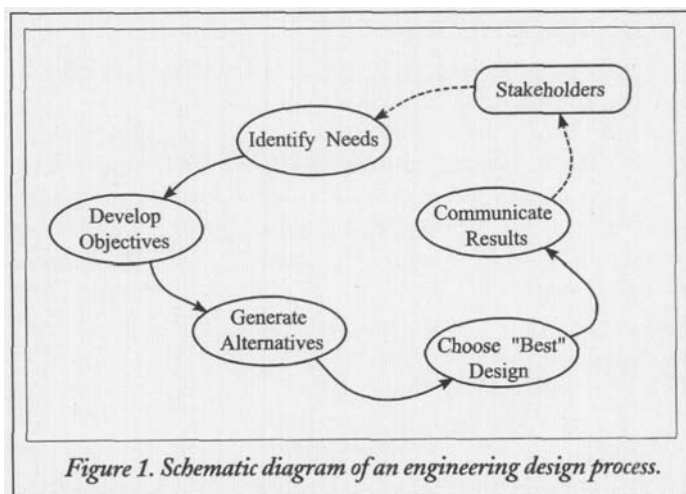 Stakeholders
Identify Needs
Develop
Objectives
Communicate
Results
Generate
Alternatives
Choose "Best"
Design
Figure 1. Schematic diagram of an engineering design process.